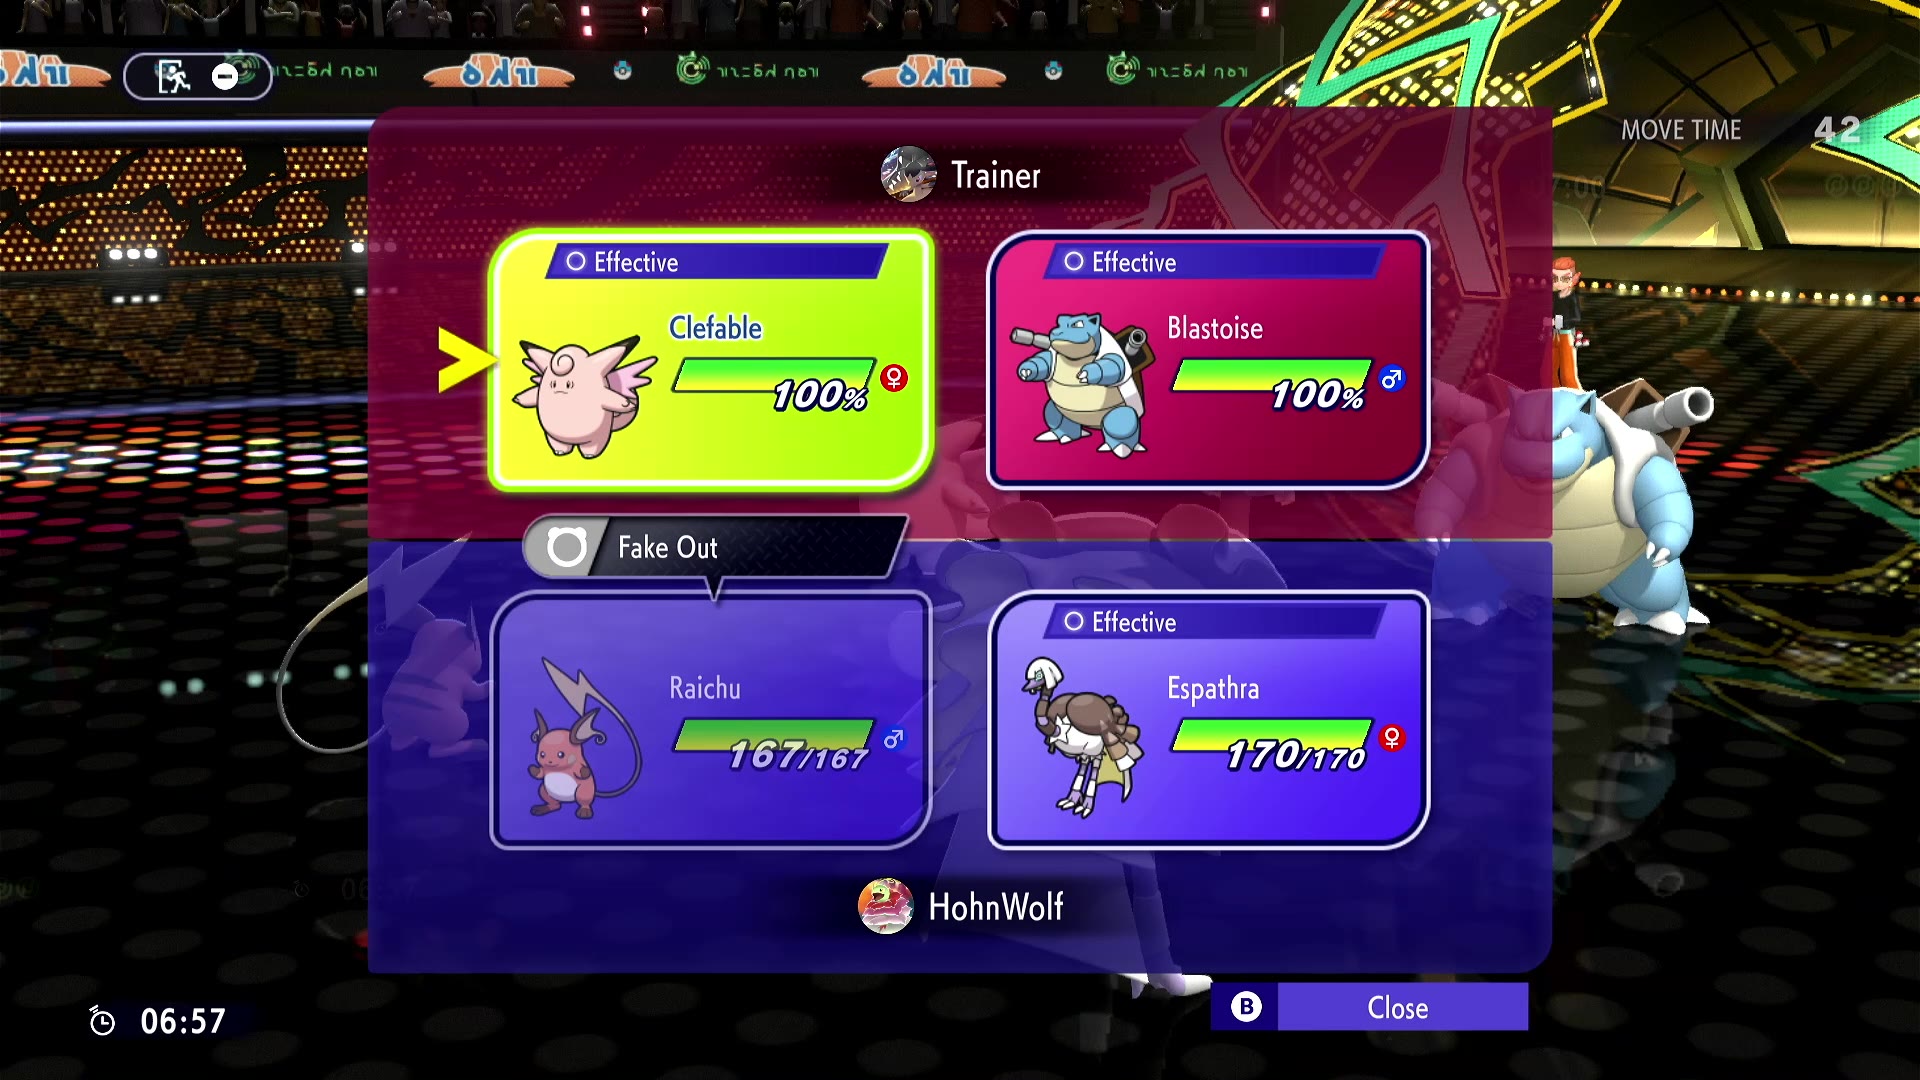 MOVE TIME 42
Trainer
Effective
Clefable
100%
Effective
Blastoise
100%
Fake Out
Raichu
167/167
Effective
Espathra
170/170
HohnWolf
06:57
B Close